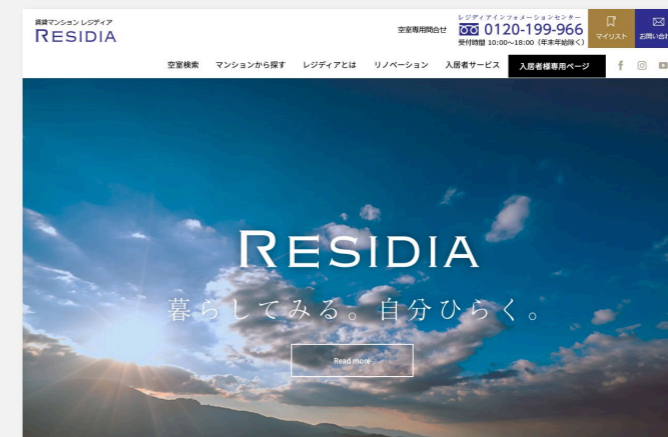 賃貸マンション レジディア
RESIDIA
空室専用問合せ
レジディアインフォメーションセンター
0120-199-966
受付時間 10:00～18:00（年末年始除く）
マイリスト
お問い合わせ
空室検索 マンションから探す レジディアとは リノベーション 入居者サービス 入居者様専用ページ
RESIDIA
暮らしてみる。自分ひらく。
Read more